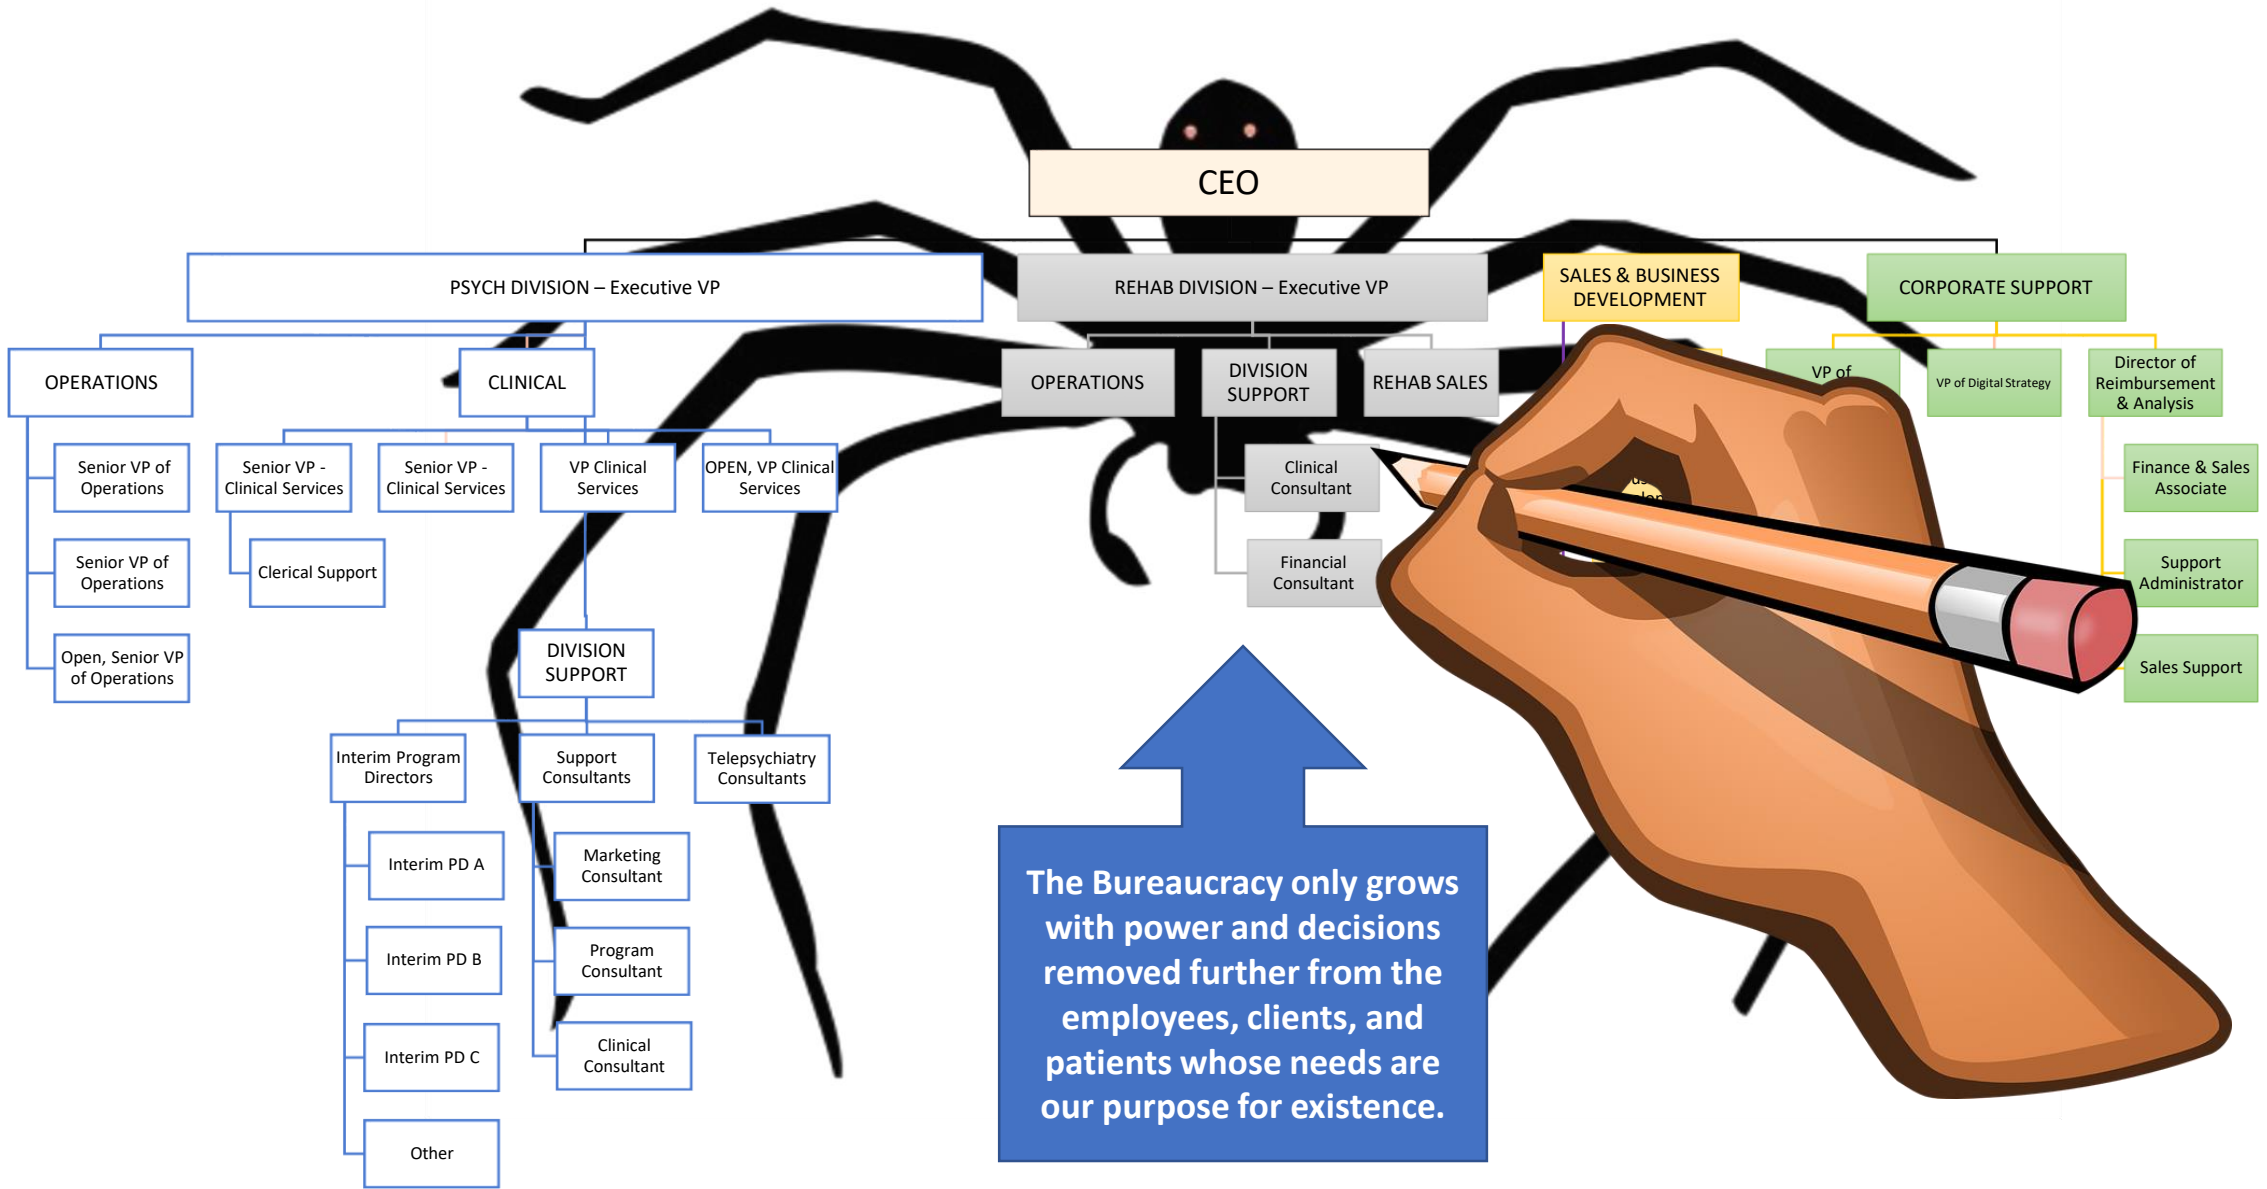 CEO
PSYCH DIVISION – Executive VP
REHAB DIVISION – Executive VP
SALES & BUSINESS
DEVELOPMENT
CORPORATE SUPPORT
OPERATIONS
CLINICAL
OPERATIONS
DIVISION
SUPPORT
REHAB SALES
VP of
VP of Digital Strategy
Director of
Reimbursement
& Analysis
Senior VP of
Operations
Senior VP -
Clinical Services
Senior VP -
Clinical Services
VP Clinical
Services
OPEN, VP Clinical
Services
Clinical
Consultant
Finance & Sales
Associate
Senior VP of
Operations
Clerical Support
Financial
Consultant
Support
Administrator
Open, Senior VP
of Operations
DIVISION
SUPPORT
Sales Support
Interim Program
Directors
Support
Consultants
Telepsychiatry
Consultants
Interim PD A
Marketing
Consultant
Interim PD B
Program
Consultant
Interim PD C
Clinical
Consultant
Other
The Bureaucracy only grows
with power and decisions
removed further from the
employees, clients, and
patients whose needs are
our purpose for existence.